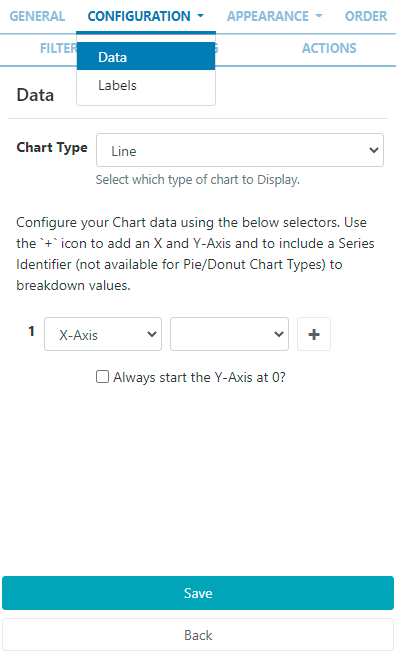 GENERAL CONFIGURATION APPEARANCE ORDER
FILTER G ACTIONS
Data
Labels
Data
Chart Type Line
Select which type of chart to Display.
Configure your Chart data using the below selectors. Use
the `+` icon to add an X and Y-Axis and to include a Series
Identifier (not available for Pie/Donut Chart Types) to
breakdown values.
1 X-Axis +
Always start the Y-Axis at 0?
Save
Back